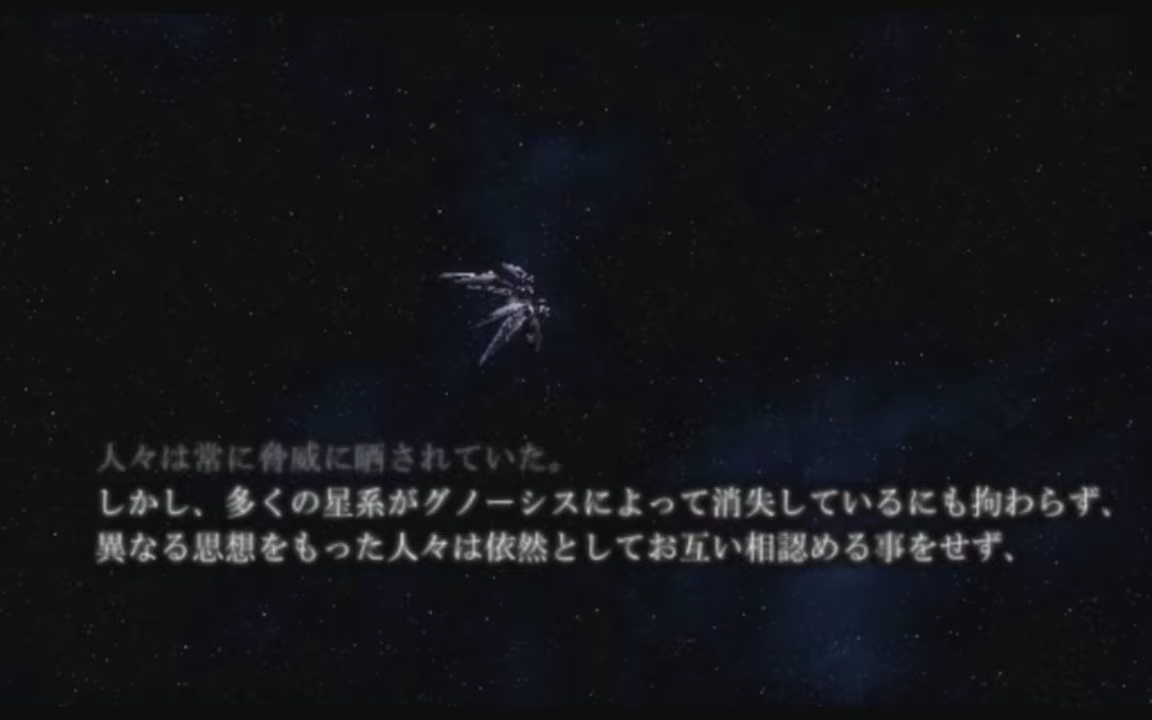 人々は常に脅威に晒されていた。
しかし、多くの星系がグノーシスによって消失しているにも拘わらず、
異なる思想をもった人々は依然としてお互い相認める事をせず、